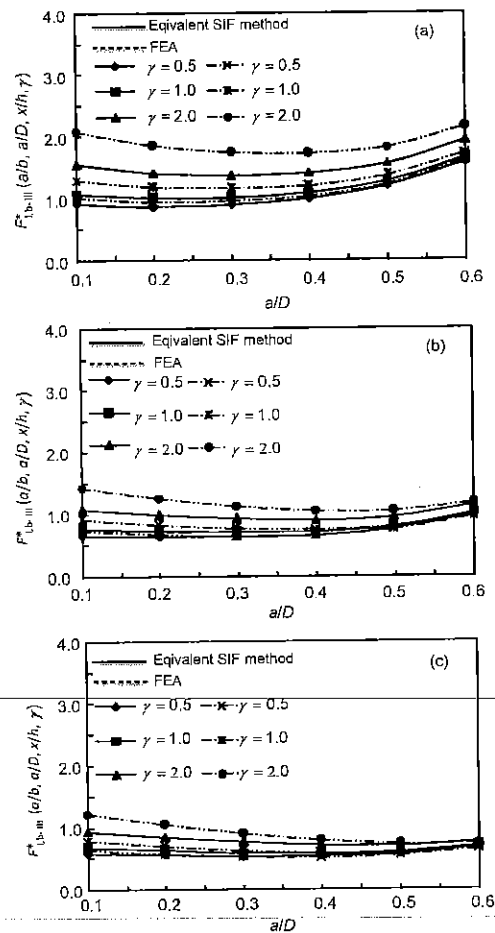 (a)
Eqivalent SIF method
FEA
γ = 0.5 γ = 0.5
γ = 1.0 γ = 1.0
γ = 2.0 γ = 2.0
4.0
3.0
2.0
1.0
0.0
F*I,b-III (a/b, a/D, x/h, γ)
0.1 0.2 0.3 0.4 0.5 0.6
a/D
(b)
Eqivalent SIF method
FEA
γ = 0.5 γ = 0.5
γ = 1.0 γ = 1.0
γ = 2.0 γ = 2.0
4.0
3.0
2.0
1.0
0.0
F*I,b-III (a/b, a/D, x/h, γ)
0.1 0.2 0.3 0.4 0.5 0.6
a/D
(c)
Eqivalent SIF method
FEA
γ = 0.5 γ = 0.5
γ = 1.0 γ = 1.0
γ = 2.0 γ = 2.0
4.0
3.0
2.0
1.0
0.0
F*I,b-III (a/b, a/D, x/h, γ)
0.1 0.2 0.3 0.4 0.5 0.6
a/D